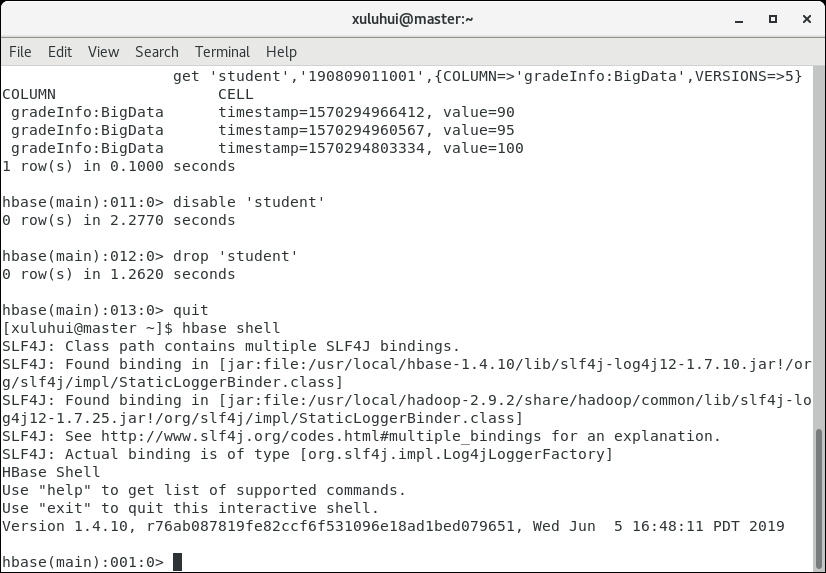 xuluhui@master:~
File Edit View Search Terminal Help
get 'student','190809011001',{COLUMN=>'gradeInfo:BigData',VERSIONS=>5}
COLUMN CELL
gradeInfo:BigData timestamp=1570294966412, value=90
gradeInfo:BigData timestamp=1570294960567, value=95
gradeInfo:BigData timestamp=1570294803334, value=100
1 row(s) in 0.1000 seconds
hbase(main):011:0> disable 'student'
0 row(s) in 2.2770 seconds
hbase(main):012:0> drop 'student'
0 row(s) in 1.2620 seconds
hbase(main):013:0> quit
[xuluhui@master ~]$ hbase shell
SLF4J: Class path contains multiple SLF4J bindings.
SLF4J: Found binding in [jar:file:/usr/local/hbase-1.4.10/lib/slf4j-log4j12-1.7.10.jar!/or
g/slf4j/impl/StaticLoggerBinder.class]
SLF4J: Found binding in [jar:file:/usr/local/hadoop-2.9.2/share/hadoop/common/lib/slf4j-lo
g4j12-1.7.25.jar!/org/slf4j/impl/StaticLoggerBinder.class]
SLF4J: See http://www.slf4j.org/codes.html#multiple_bindings for an explanation.
SLF4J: Actual binding is of type [org.slf4j.impl.Log4jLoggerFactory]
HBase Shell
Use "help" to get list of supported commands.
Use "exit" to quit this interactive shell.
Version 1.4.10, r76ab087819fe82ccf6f531096e18ad1bed079651, Wed Jun  5 16:48:11 PDT 2019
hbase(main):001:0>